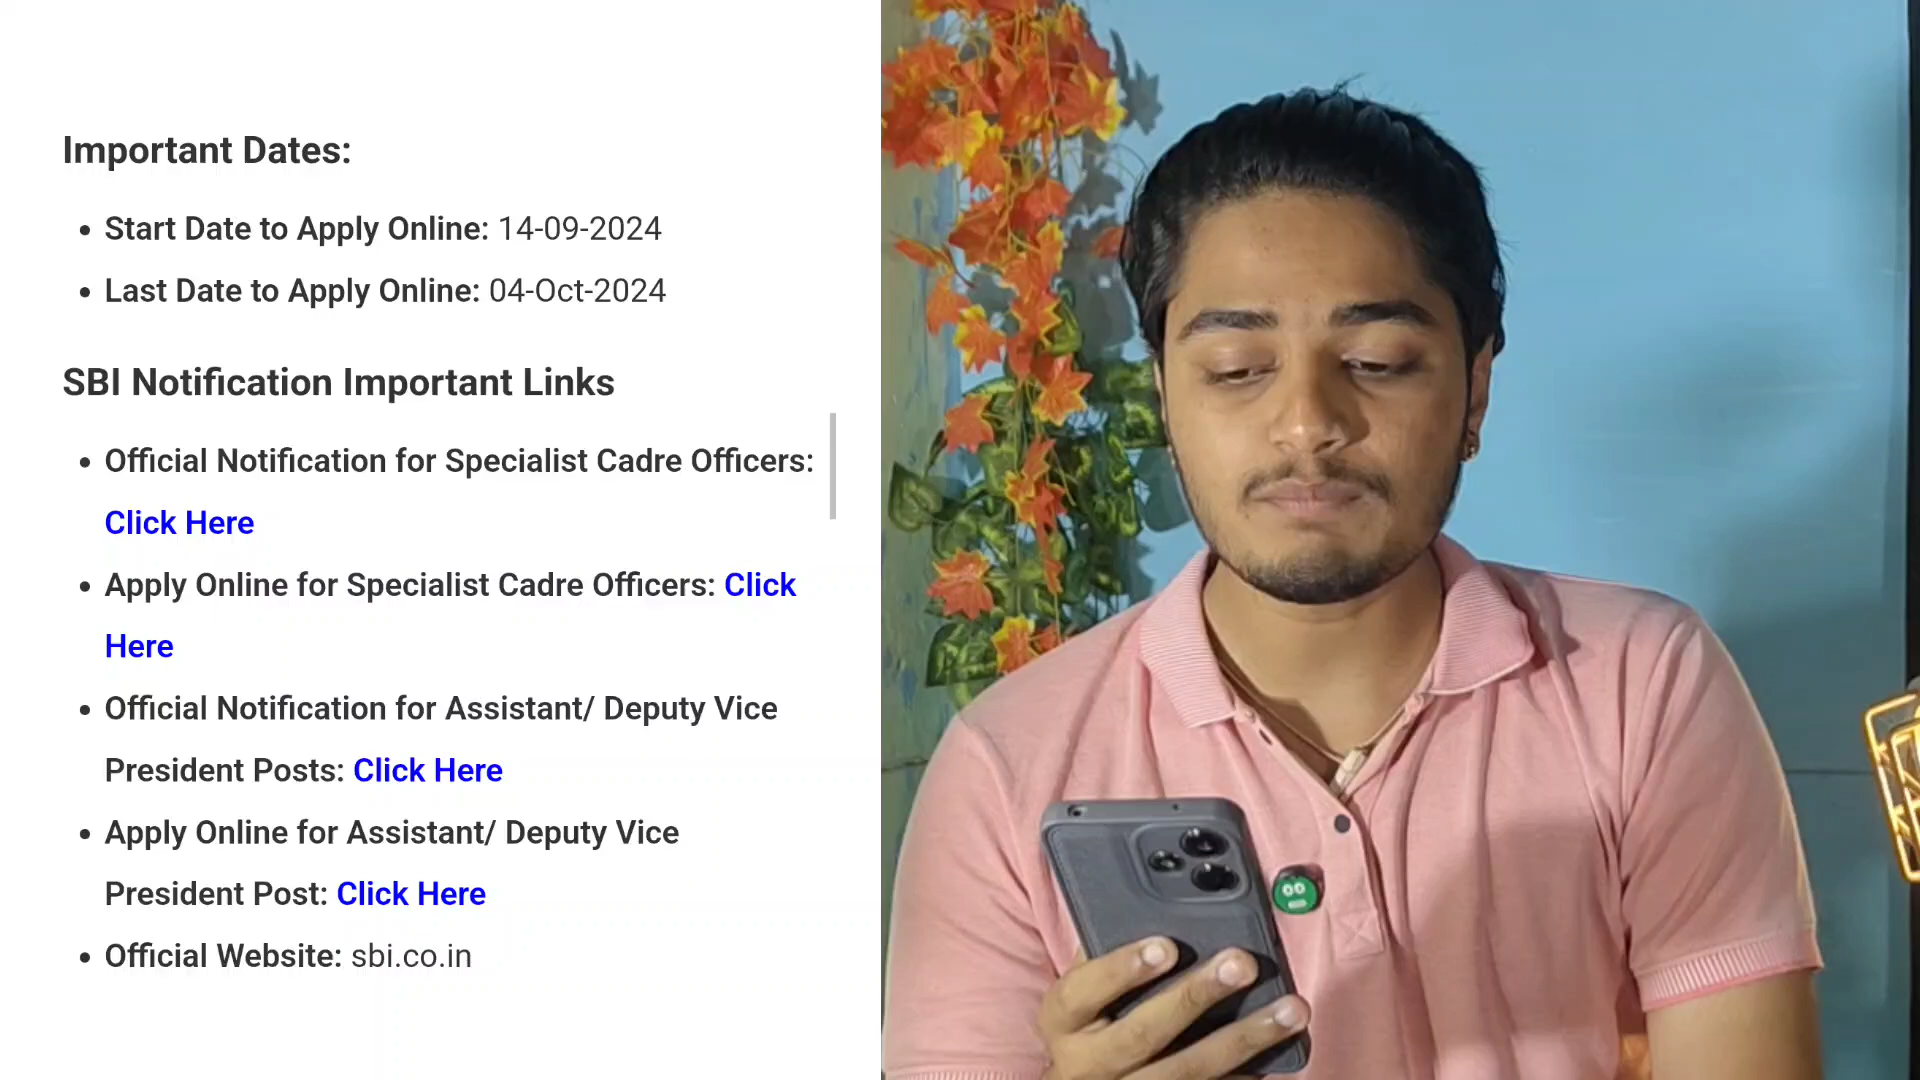 Important Dates:
• Start Date to Apply Online: 14-09-2024
• Last Date to Apply Online: 04-Oct-2024
SBI Notification Important Links
• Official Notification for Specialist Cadre Officers:
Click Here
• Apply Online for Specialist Cadre Officers: Click
Here
• Official Notification for Assistant/ Deputy Vice
President Posts: Click Here
• Apply Online for Assistant/ Deputy Vice
President Post: Click Here
• Official Website: sbi.co.in